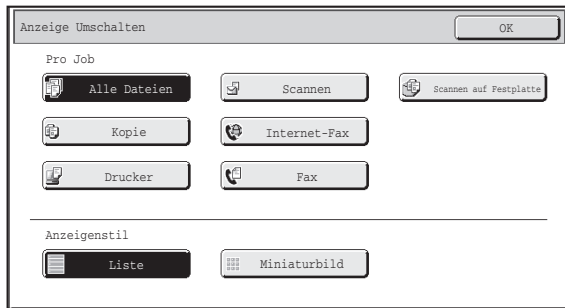 Anzeige Umschalten OK
Pro Job
Alle Dateien Scannen Scannen auf Festplatte
Kopie Internet-Fax
Drucker Fax
Anzeigenstil
Liste Miniaturbild